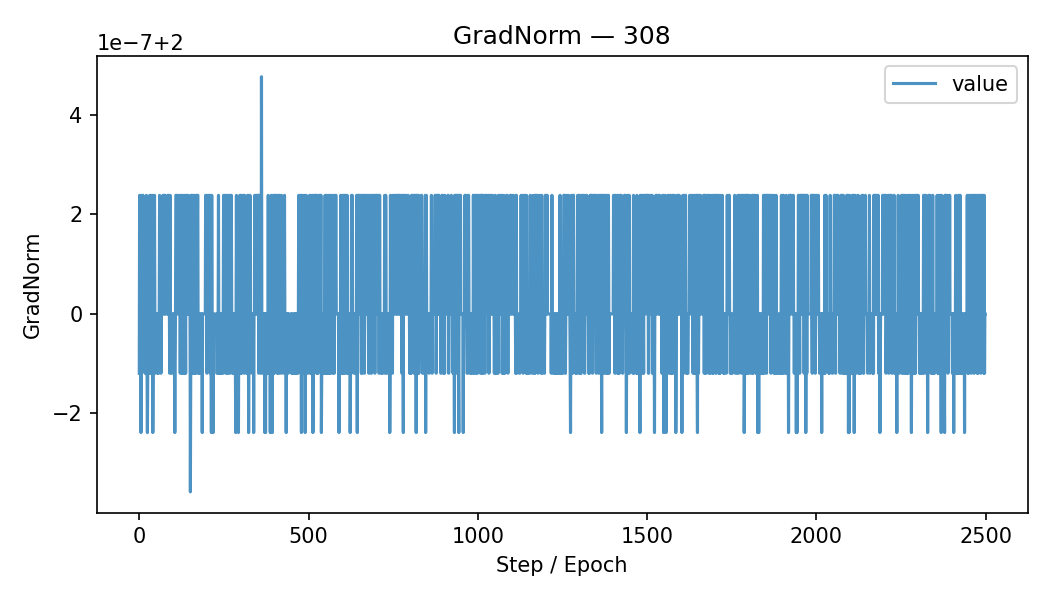 GradNorm — 308
1e−7+2
value
4
2
0
−2
GradNorm
0
500
1000
1500
2000
2500
Step / Epoch